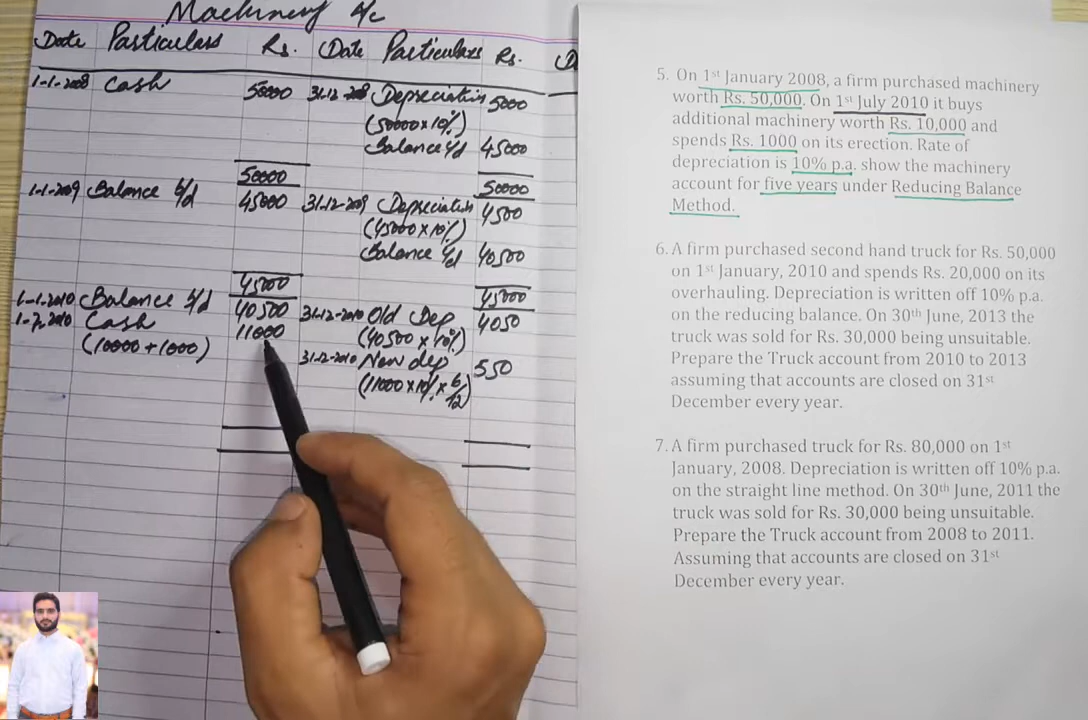 Machinery A/c
Date Particulars Rs. Date Particulars Rs. D
1-1-2008 Cash 50000 31-12-2008 Depreciation 5000
(50000×10%)
Balance c/d 45000
50000 50000
1-1-2009 Balance b/d 45000 31-12-2009 Depreciation 4500
(45000×10%)
Balance c/d 40500
45000 45000
1-1-2010 Balance b/d 40500 31-12-2010 Old Dep 4050
1-7-2010 Cash 11000 (40500×10%)
(10000+1000) 31-12-2010 New dep 550
(11000×10%×6/12)
5. On 1st January 2008, a firm purchased machinery
worth Rs. 50,000. On 1st July 2010 it buys
additional machinery worth Rs. 10,000 and
spends Rs. 1000 on its erection. Rate of
depreciation is 10% p.a. show the machinery
account for five years under Reducing Balance
Method.
6. A firm purchased second hand truck for Rs. 50,000
on 1st January, 2010 and spends Rs. 20,000 on its
overhauling. Depreciation is written off 10% p.a.
on the reducing balance. On 30th June, 2013 the
truck was sold for Rs. 30,000 being unsuitable.
Prepare the Truck account from 2010 to 2013
assuming that accounts are closed on 31st
December every year.
7. A firm purchased truck for Rs. 80,000 on 1st
January, 2008. Depreciation is written off 10% p.a.
on the straight line method. On 30th June, 2011 the
truck was sold for Rs. 30,000 being unsuitable.
Prepare the Truck account from 2008 to 2011.
Assuming that accounts are closed on 31st
December every year.